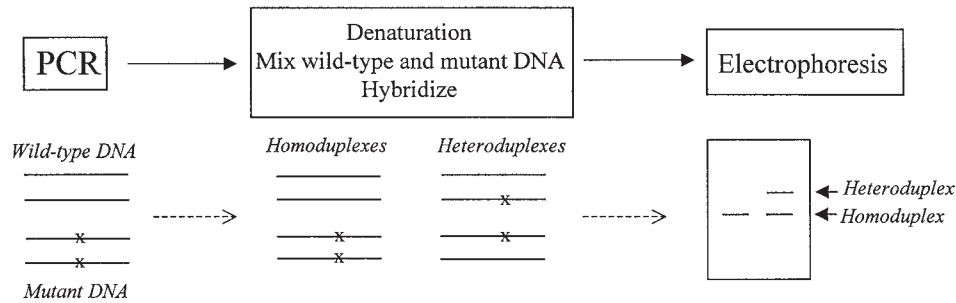 PCR
Denaturation
Mix wild-type and mutant DNA
Hybridize
Electrophoresis
Wild-type DNA
Homoduplexes
Heteroduplexes
x
x
x
x
x
x
Mutant DNA
Heteroduplex
Homoduplex